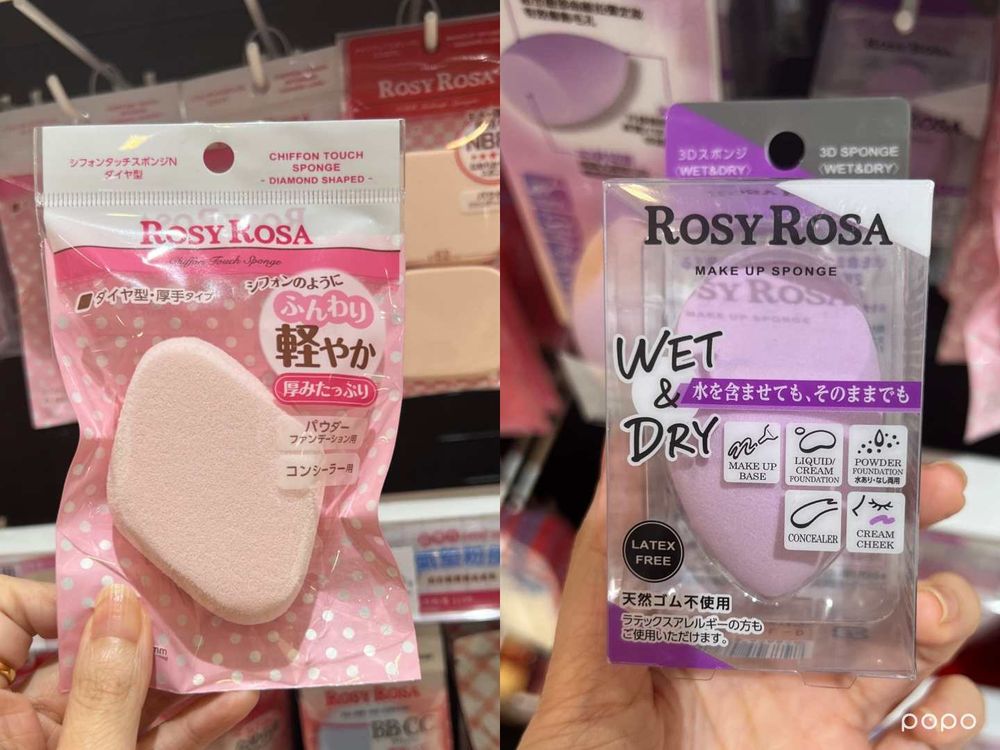 シフォンタッチスポンジN
ダイヤ型
CHIFFON TOUCH
SPONGE
- DIAMOND SHAPED -
ROSY ROSA
Chiffon Touch Sponge
ダイヤ型・厚手タイプ
シフォンのように
ふんわり
軽やか
厚みたっぷり
パウダー
ファンデーション用
コンシーラー用
mm
ROSY ROSA
ROSY ROSA
BB CC
3Dスポンジ
〈WET&DRY〉
3D SPONGE
〈WET&DRY〉
ROSY ROSA
MAKE UP SPONGE
WET
&
DRY
水を含ませても、そのままでも
MAKE UP
BASE
LIQUID/
CREAM
FOUNDATION
POWDER
FOUNDATION
水あり・なし両用
CONCEALER
CREAM
CHEEK
LATEX
FREE
天然ゴム不使用
ラテックスアレルギーの方も
ご使用いただけます。
ROSY ROSA
popo